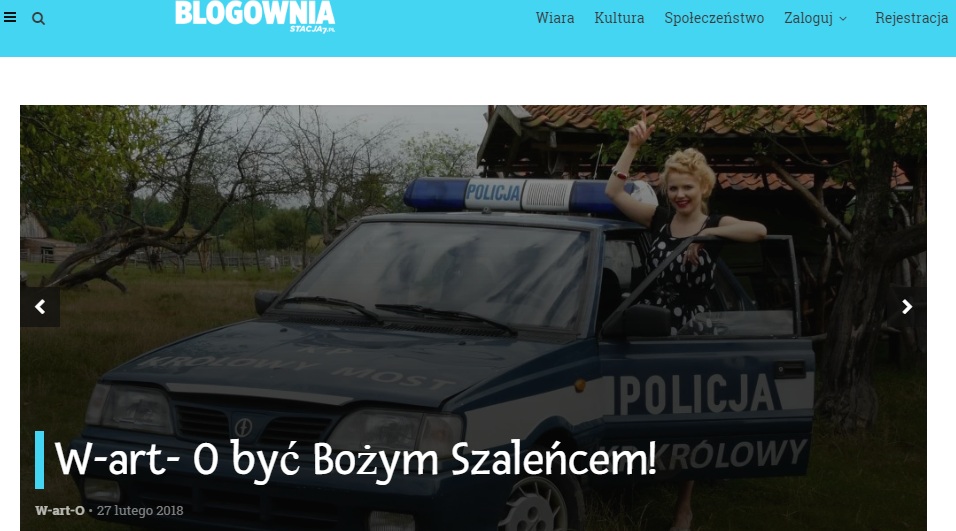 BLOGOWNIA
STACJA7.PL
Wiara Kultura Społeczeństwo Zaloguj Rejestracja
POLICJA
K.P.
KRÓLOWY MOST
POLICJA
KP KRÓLOWY
W-art- O być Bożym Szaleńcem!
W-art-O • 27 lutego 2018